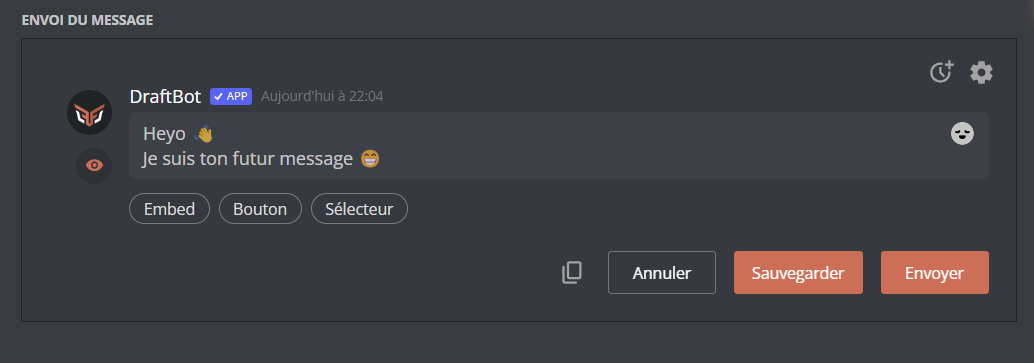 ENVOI DU MESSAGE
DraftBot ✓ APP Aujourd'hui à 22:04
Heyo 👋
Je suis ton futur message 😁
Embed Bouton Sélecteur
Annuler Sauvegarder Envoyer